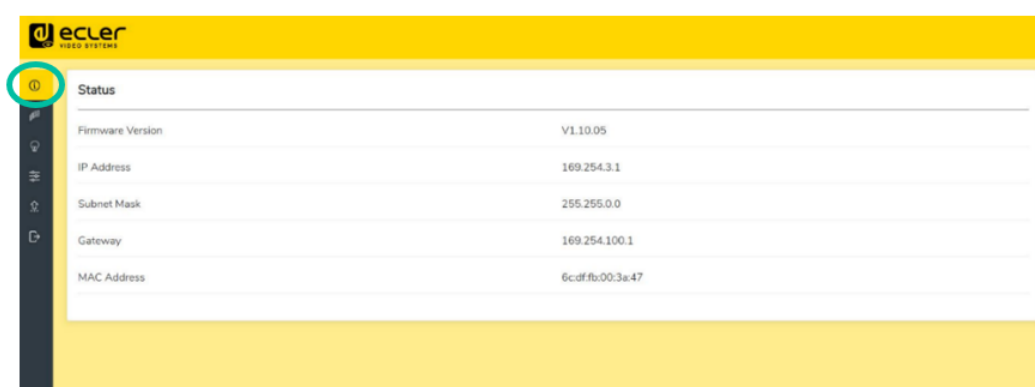 ecler
VIDEO SYSTEMS
Status
Firmware Version V1.10.05
IP Address 169.254.3.1
Subnet Mask 255.255.0.0
Gateway 169.254.100.1
MAC Address 6c:df:fb:00:3a:47